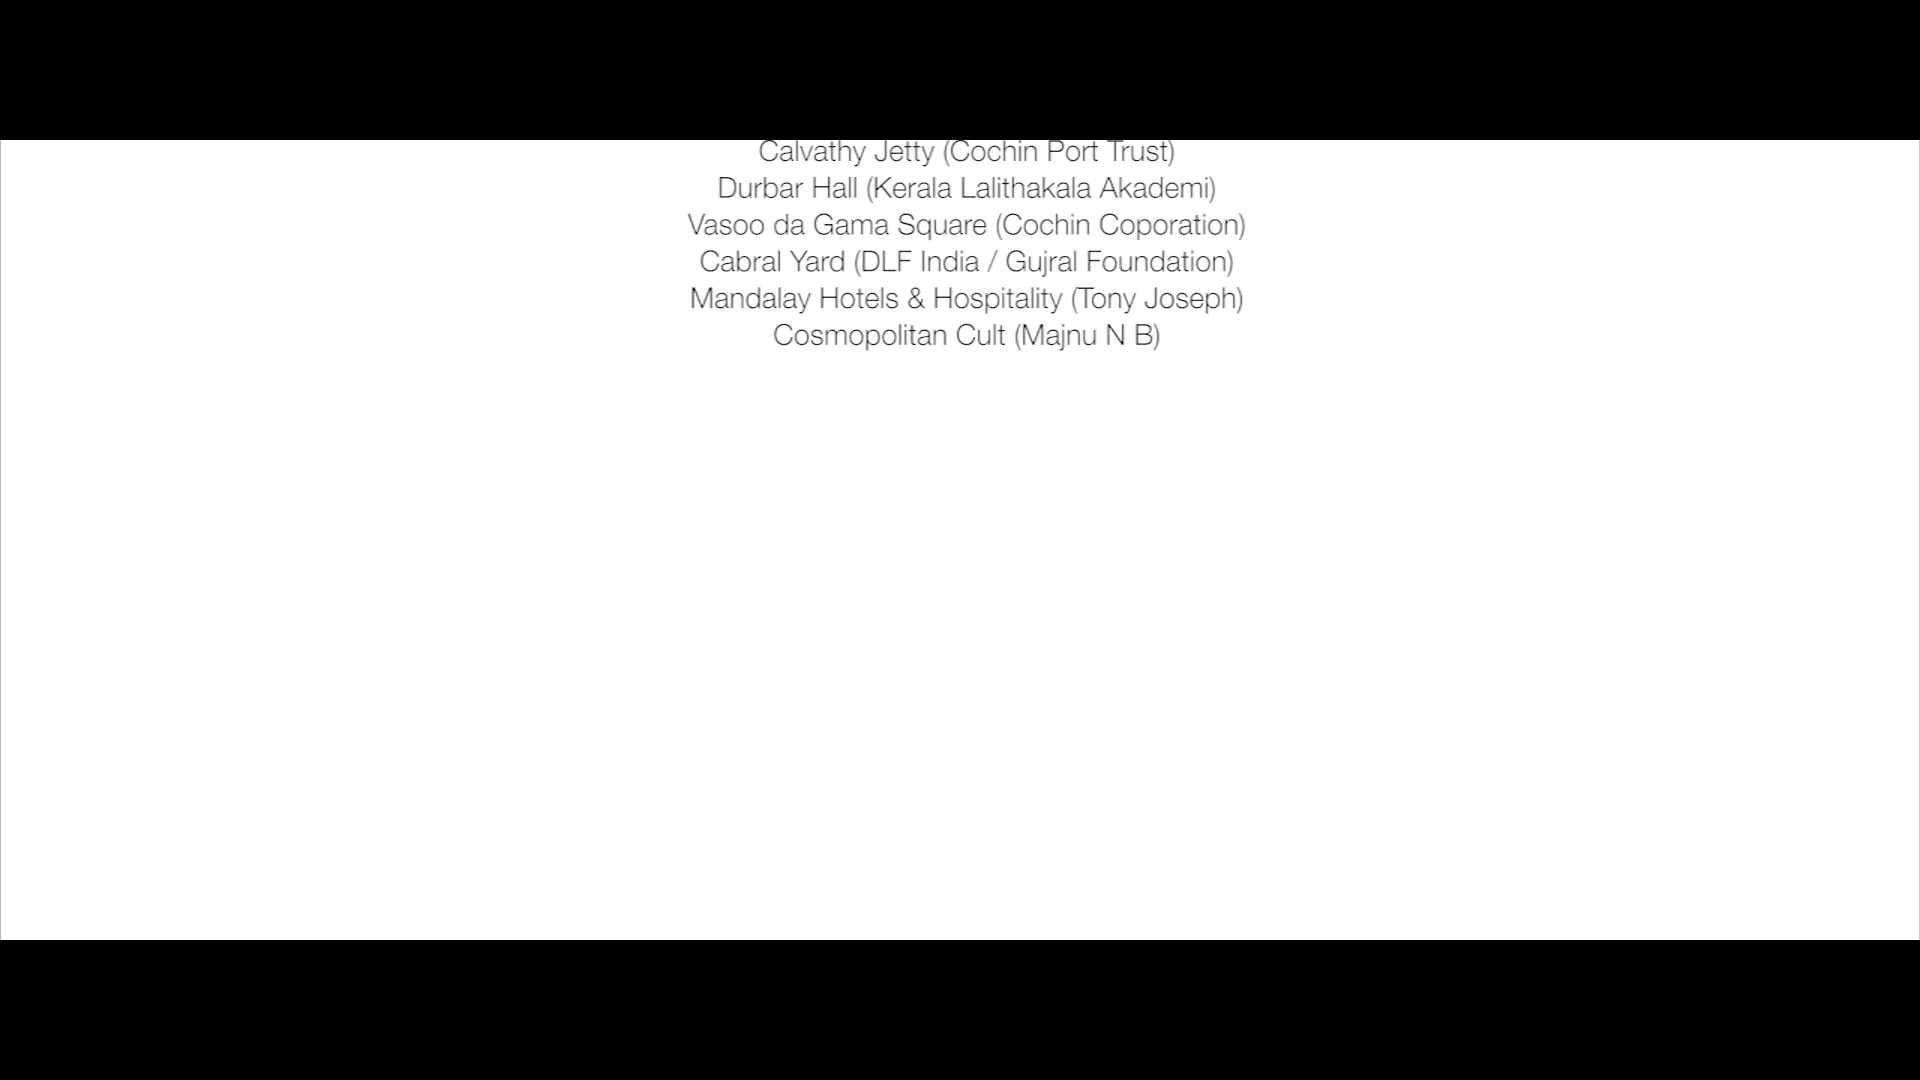 Calvathy Jetty (Cochin Port Trust)
Durbar Hall (Kerala Lalithakala Akademi)
Vasoo da Gama Square (Cochin Coporation)
Cabral Yard (DLF India / Gujral Foundation)
Mandalay Hotels & Hospitality (Tony Joseph)
Cosmopolitan Cult (Majnu N B)